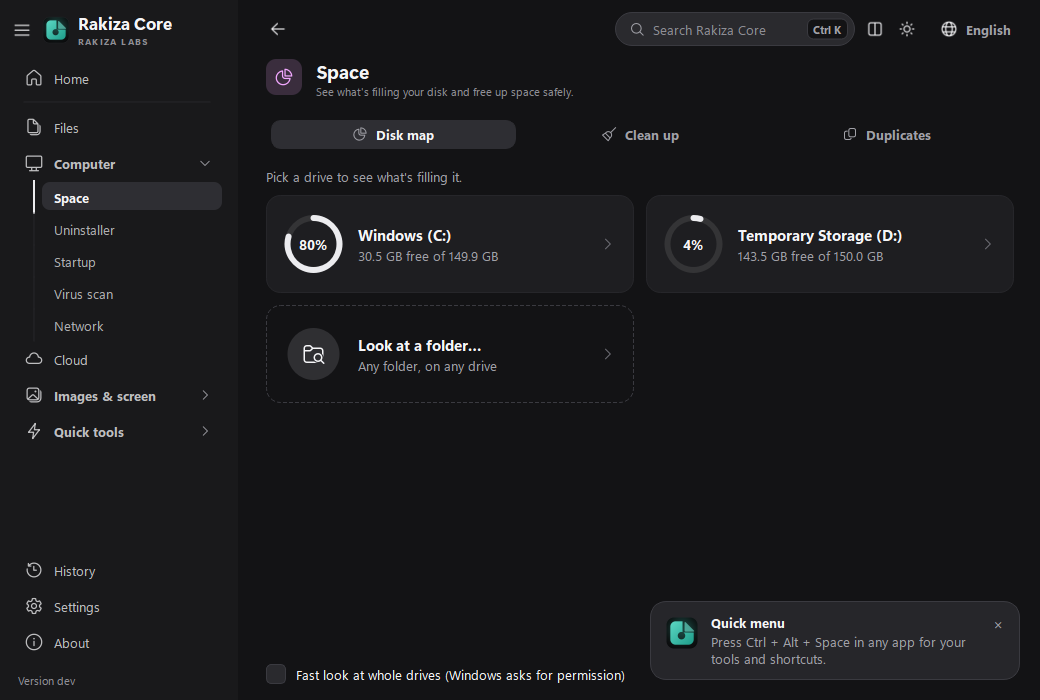 Rakiza Core
RAKIZA LABS
Home
Files
Computer
Space
Uninstaller
Startup
Virus scan
Network
Cloud
Images & screen
Quick tools
History
Settings
About
Version dev
Search Rakiza Core
Ctrl K
English
Space
See what's filling your disk and free up space safely.
Disk map
Clean up
Duplicates
Pick a drive to see what's filling it.
80%
Windows (C:)
30.5 GB free of 149.9 GB
4%
Temporary Storage (D:)
143.5 GB free of 150.0 GB
Look at a folder...
Any folder, on any drive
Fast look at whole drives (Windows asks for permission)
Quick menu
×
Press Ctrl + Alt + Space in any app for your
tools and shortcuts.